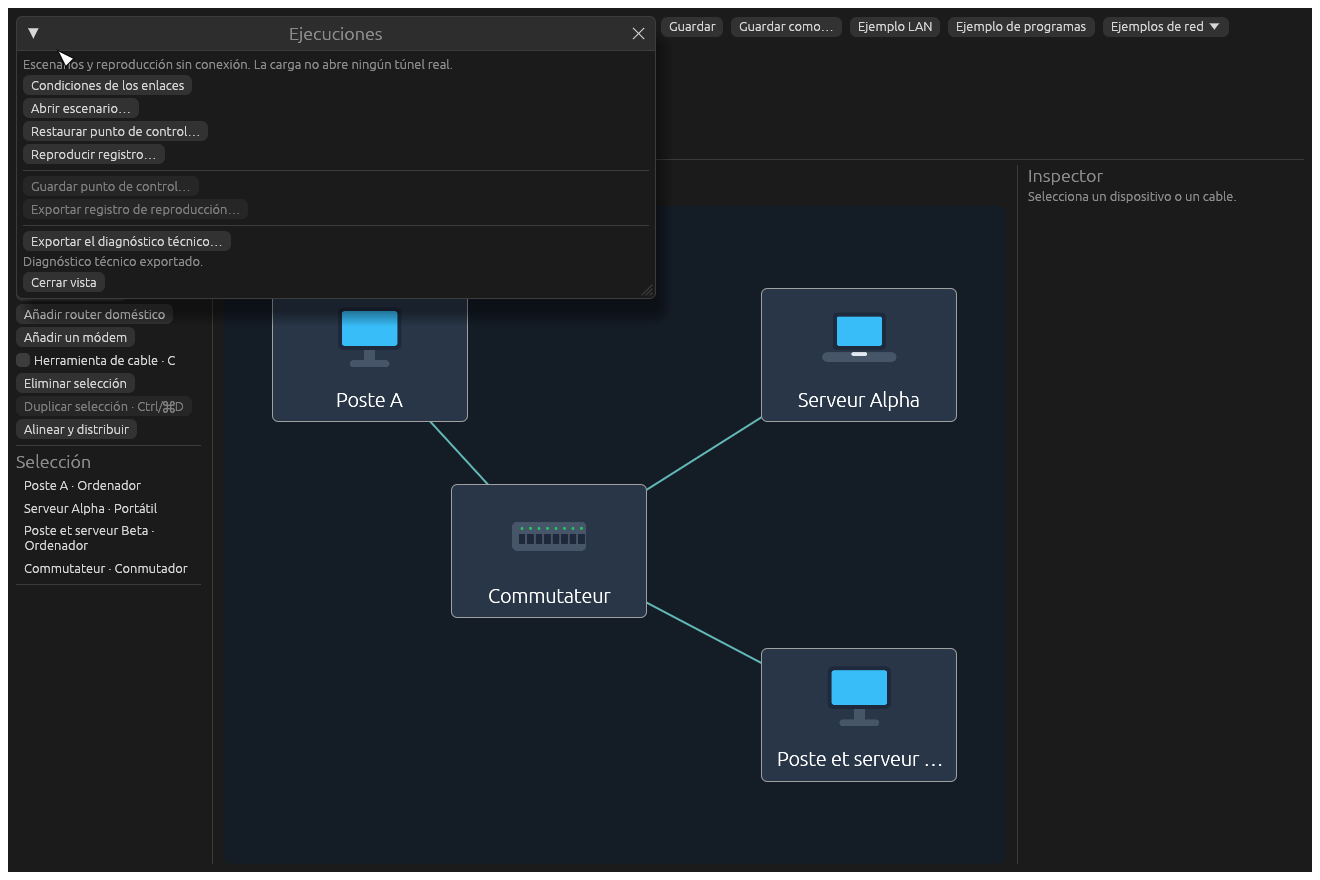 Ejecuciones
Guardar
Guardar como…
Ejemplo LAN
Ejemplo de programas
Ejemplos de red
Escenarios y reproducción sin conexión. La carga no abre ningún túnel real.
Condiciones de los enlaces
Abrir escenario…
Restaurar punto de control…
Reproducir registro…
Guardar punto de control…
Exportar registro de reproducción…
Exportar el diagnóstico técnico…
Diagnóstico técnico exportado.
Cerrar vista
Añadir router doméstico
Añadir un módem
Herramienta de cable · C
Eliminar selección
Duplicar selección · Ctrl/⌘D
Alinear y distribuir
Selección
Poste A · Ordenador
Serveur Alpha · Portátil
Poste et serveur Beta ·
Ordenador
Commutateur · Conmutador
Poste A
Serveur Alpha
Commutateur
Poste et serveur …
Inspector
Selecciona un dispositivo o un cable.